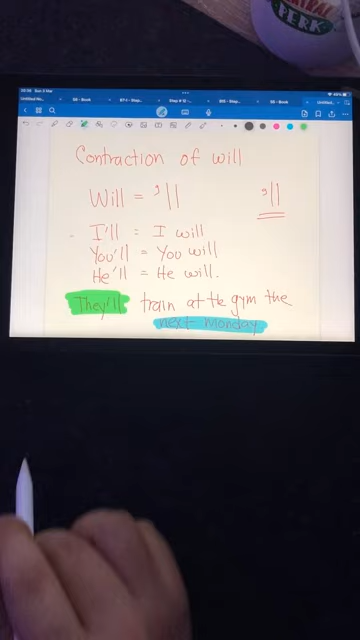 PERK
Contraction of will
Will = 'll
'll
I'll = I will
You'll = You will
He'll = He will.
They'll train at the gym the
next monday.